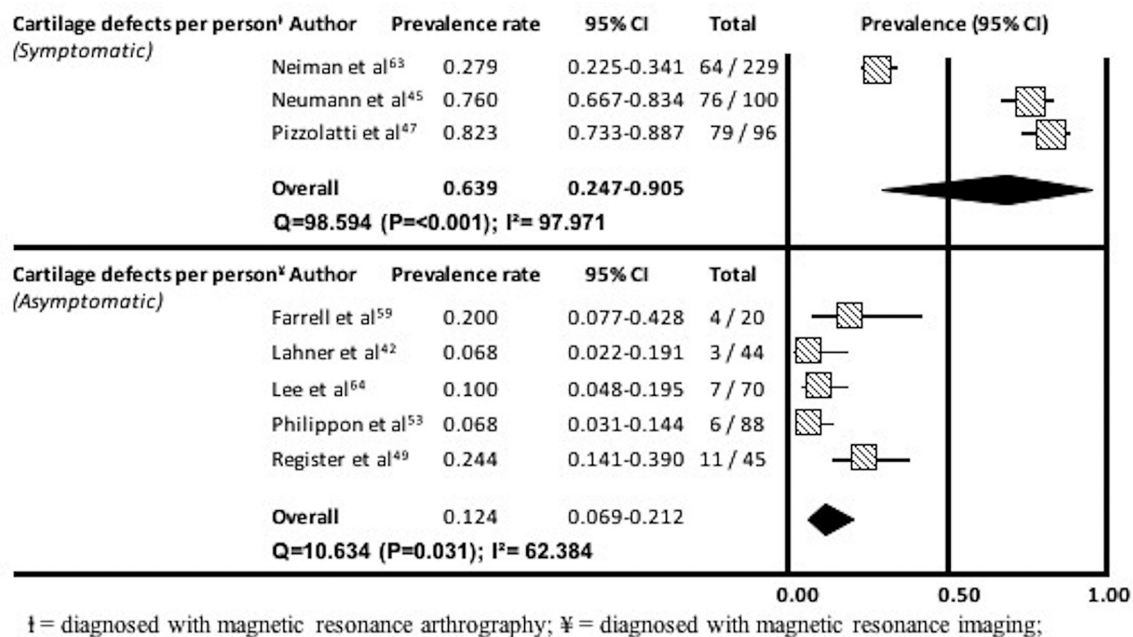 Cartilage defects per personƗ Author Prevalence rate 95% CI Total Prevalence (95% CI)
(Symptomatic)
Neiman et al⁶³ 0.279 0.225-0.341 64 / 229
Neumann et al⁴⁵ 0.760 0.667-0.834 76 / 100
Pizzolatti et al⁴⁷ 0.823 0.733-0.887 79 / 96
Overall 0.639 0.247-0.905
Q=98.594 (P=<0.001); I²= 97.971
Cartilage defects per person¥ Author Prevalence rate 95% CI Total
(Asymptomatic)
Farrell et al⁵⁹ 0.200 0.077-0.428 4 / 20
Lahner et al⁴² 0.068 0.022-0.191 3 / 44
Lee et al⁶⁴ 0.100 0.048-0.195 7 / 70
Philippon et al⁵³ 0.068 0.031-0.144 6 / 88
Register et al⁴⁹ 0.244 0.141-0.390 11 / 45
Overall 0.124 0.069-0.212
Q=10.634 (P=0.031); I²= 62.384
0.00 0.50 1.00
Ɨ = diagnosed with magnetic resonance arthrography; ¥ = diagnosed with magnetic resonance imaging;